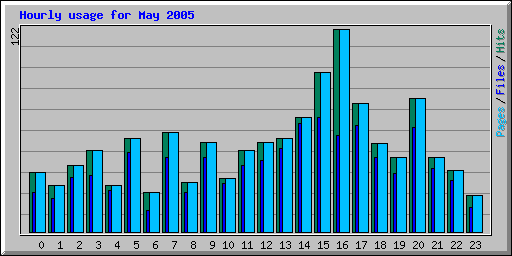 Hourly usage for May 2005
122
Pages/Files/Hits
0 1 2 3 4 5 6 7 8 9 10 11 12 13 14 15 16 17 18 19 20 21 22 23